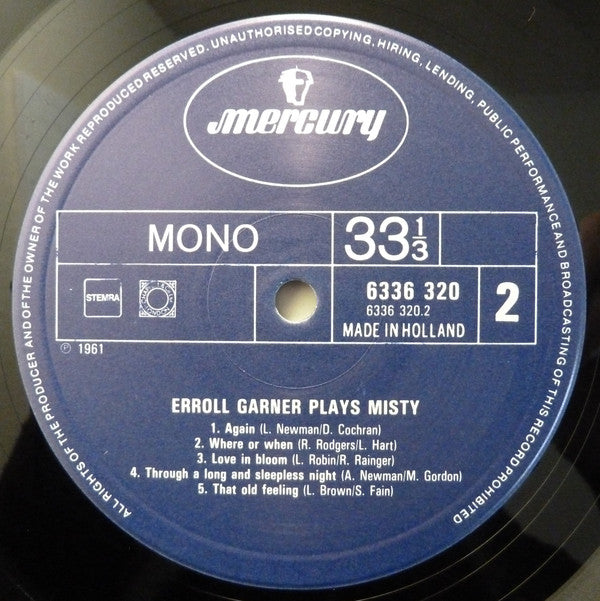 ALL RIGHTS OF THE PRODUCER AND OF THE OWNER OF THE WORK REPRODUCED RESERVED. UNAUTHORISED COPYING, HIRING, LENDING, PUBLIC PERFORMANCE AND BROADCASTING OF THIS RECORD PROHIBITED
mercury
MONO
33 1/3
STEMRA
6336 320
6336 320.2
MADE IN HOLLAND
2
℗ 1961
ERROLL GARNER PLAYS MISTY
1. Again (L. Newman/D. Cochran)
2. Where or when (R. Rodgers/L. Hart)
3. Love in bloom (L. Robin/R. Rainger)
4. Through a long and sleepless night (A. Newman/M. Gordon)
5. That old feeling (L. Brown/S. Fain)